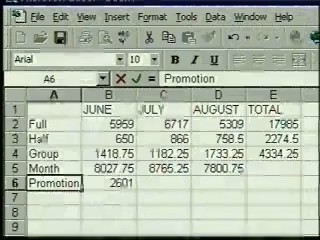 File Edit View Insert Format Tools Data Window Help
Arial 10 B I U
A6 = Promotion
A B C D E
1 JUNE JULY AUGUST TOTAL
2 Full 5959 6717 5309 17985
3 Half 650 866 758.5 2274.5
4 Group 1418.75 1182.25 1733.25 4334.25
5 Month 8027.75 8765.25 7800.75
6 Promotion 2601
7
8
9